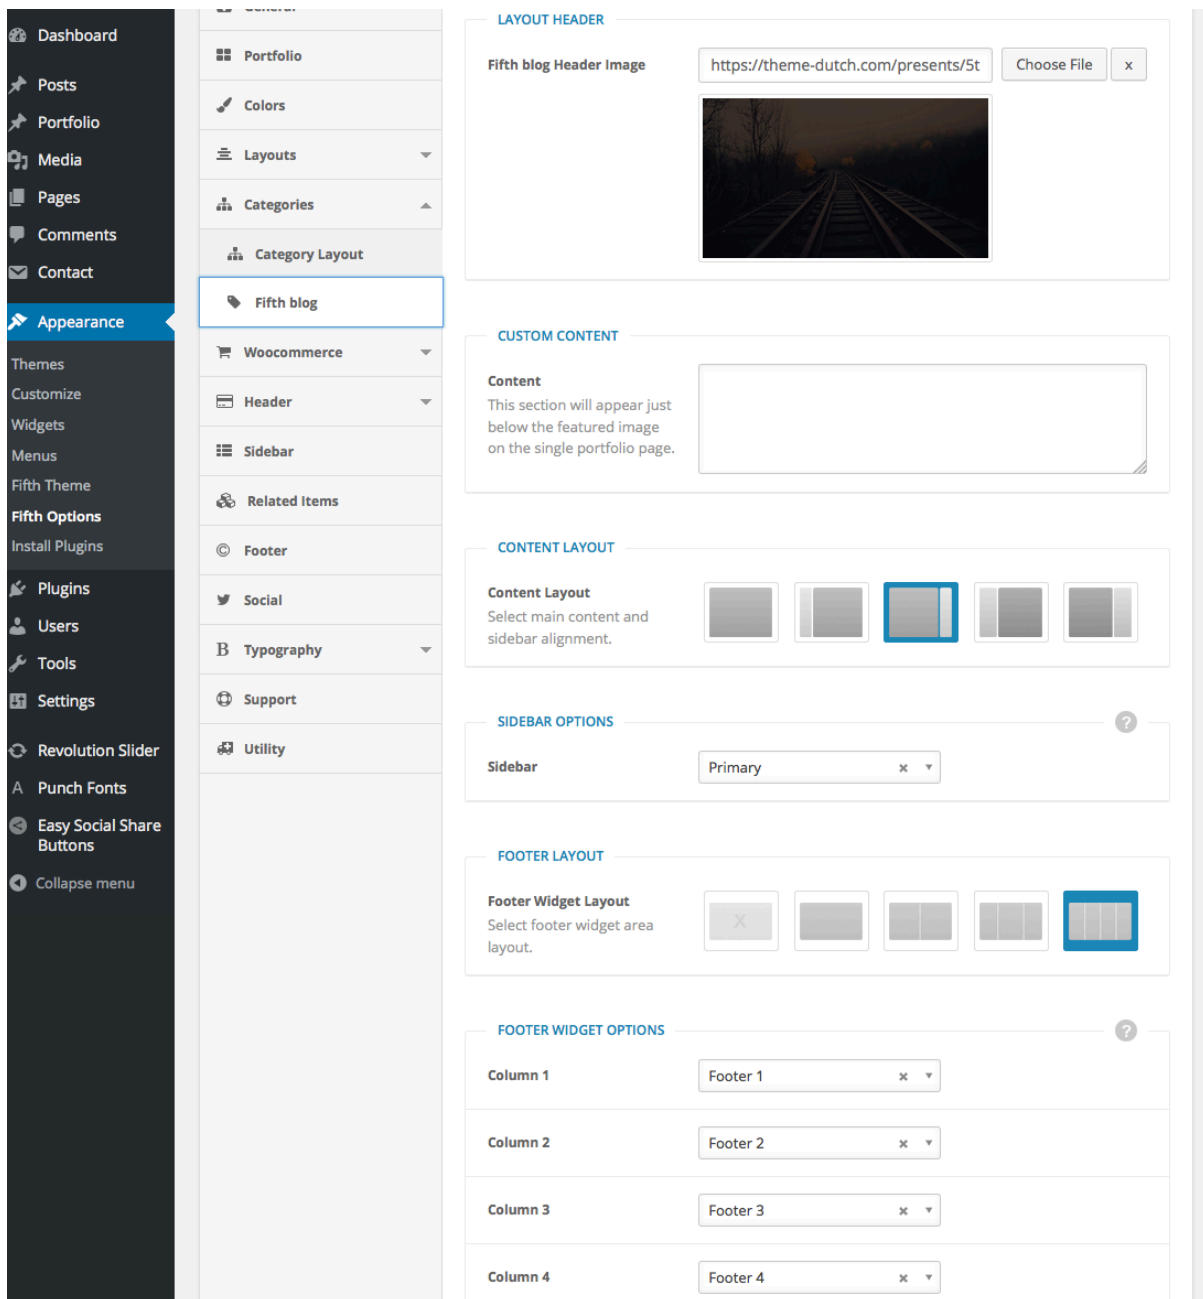 Dashboard
Posts
Portfolio
Media
Pages
Comments
Contact
Appearance
Themes
Customize
Widgets
Menus
Fifth Theme
Fifth Options
Install Plugins
Plugins
Users
Tools
Settings
Revolution Slider
A Punch Fonts
Easy Social Share
Buttons
Collapse menu
General
Portfolio
Colors
Layouts
Categories
Category Layout
Fifth blog
Woocommerce
Header
Sidebar
Related Items
© Footer
Social
B Typography
Support
Utility
LAYOUT HEADER
Fifth blog Header Image
https://theme-dutch.com/presents/5t
Choose File
x
CUSTOM CONTENT
Content
This section will appear just
below the featured image
on the single portfolio page.
CONTENT LAYOUT
Content Layout
Select main content and
sidebar alignment.
SIDEBAR OPTIONS
?
Sidebar
Primary
x
FOOTER LAYOUT
Footer Widget Layout
Select footer widget area
layout.
X
FOOTER WIDGET OPTIONS
?
Column 1
Footer 1
x
Column 2
Footer 2
x
Column 3
Footer 3
x
Column 4
Footer 4
x